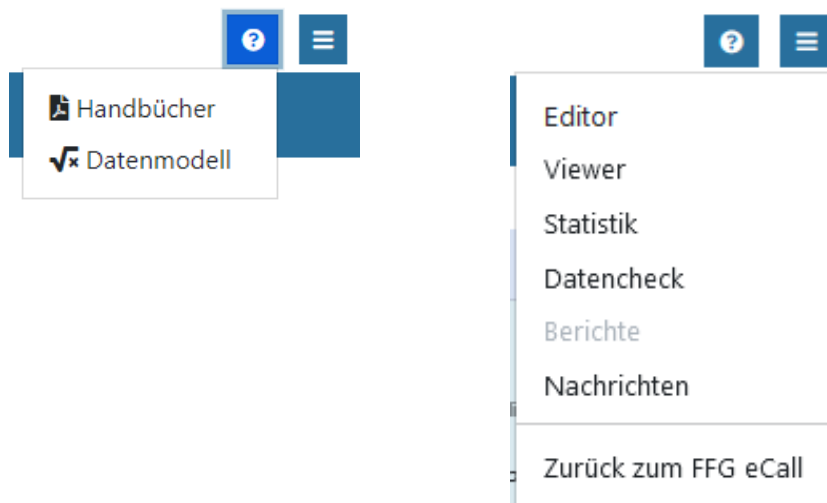 Handbücher
Datenmodell
Editor
Viewer
Statistik
Datencheck
Berichte
Nachrichten
Zurück zum FFG eCall